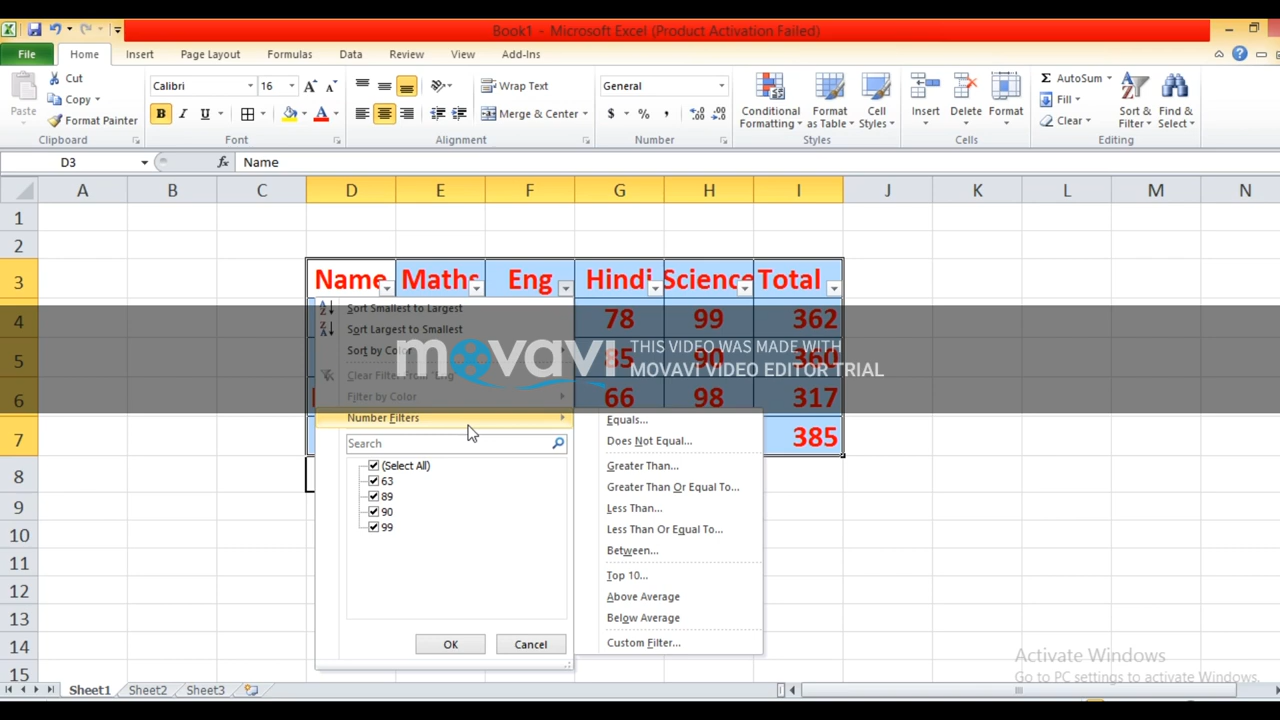 Book1 - Microsoft Excel (Product Activation Failed)
File Home Insert Page Layout Formulas Data Review View Add-Ins
Paste Cut Copy Format Painter
Clipboard
Calibri 16
B I U
Font
Wrap Text
Merge & Center
Alignment
General
$ % ,
Number
Conditional Formatting Format as Table Cell Styles
Styles
Insert Delete Format
Cells
AutoSum
Fill
Clear
Sort & Filter Find & Select
Editing
D3 fx Name
A B C D E F G H I J K L M N
1
2
3 Name Maths Eng Hindi Science Total
4 78 99 362
5 85 90 360
6 66 98 317
7 385
8
9
10
11
12
13
14
15
Sort Smallest to Largest
Sort Largest to Smallest
Sort by Color
Clear Filter From "Eng
Filter by Color
Number Filters
Search
(Select All)
63
89
90
99
OK Cancel
Equals...
Does Not Equal...
Greater Than...
Greater Than Or Equal To...
Less Than...
Less Than Or Equal To...
Between...
Top 10...
Above Average
Below Average
Custom Filter...
movavi
THIS VIDEO WAS MADE WITH
MOVAVI VIDEO EDITOR TRIAL
Activate Windows
Go to PC settings to activate Windows.
Sheet1 Sheet2 Sheet3